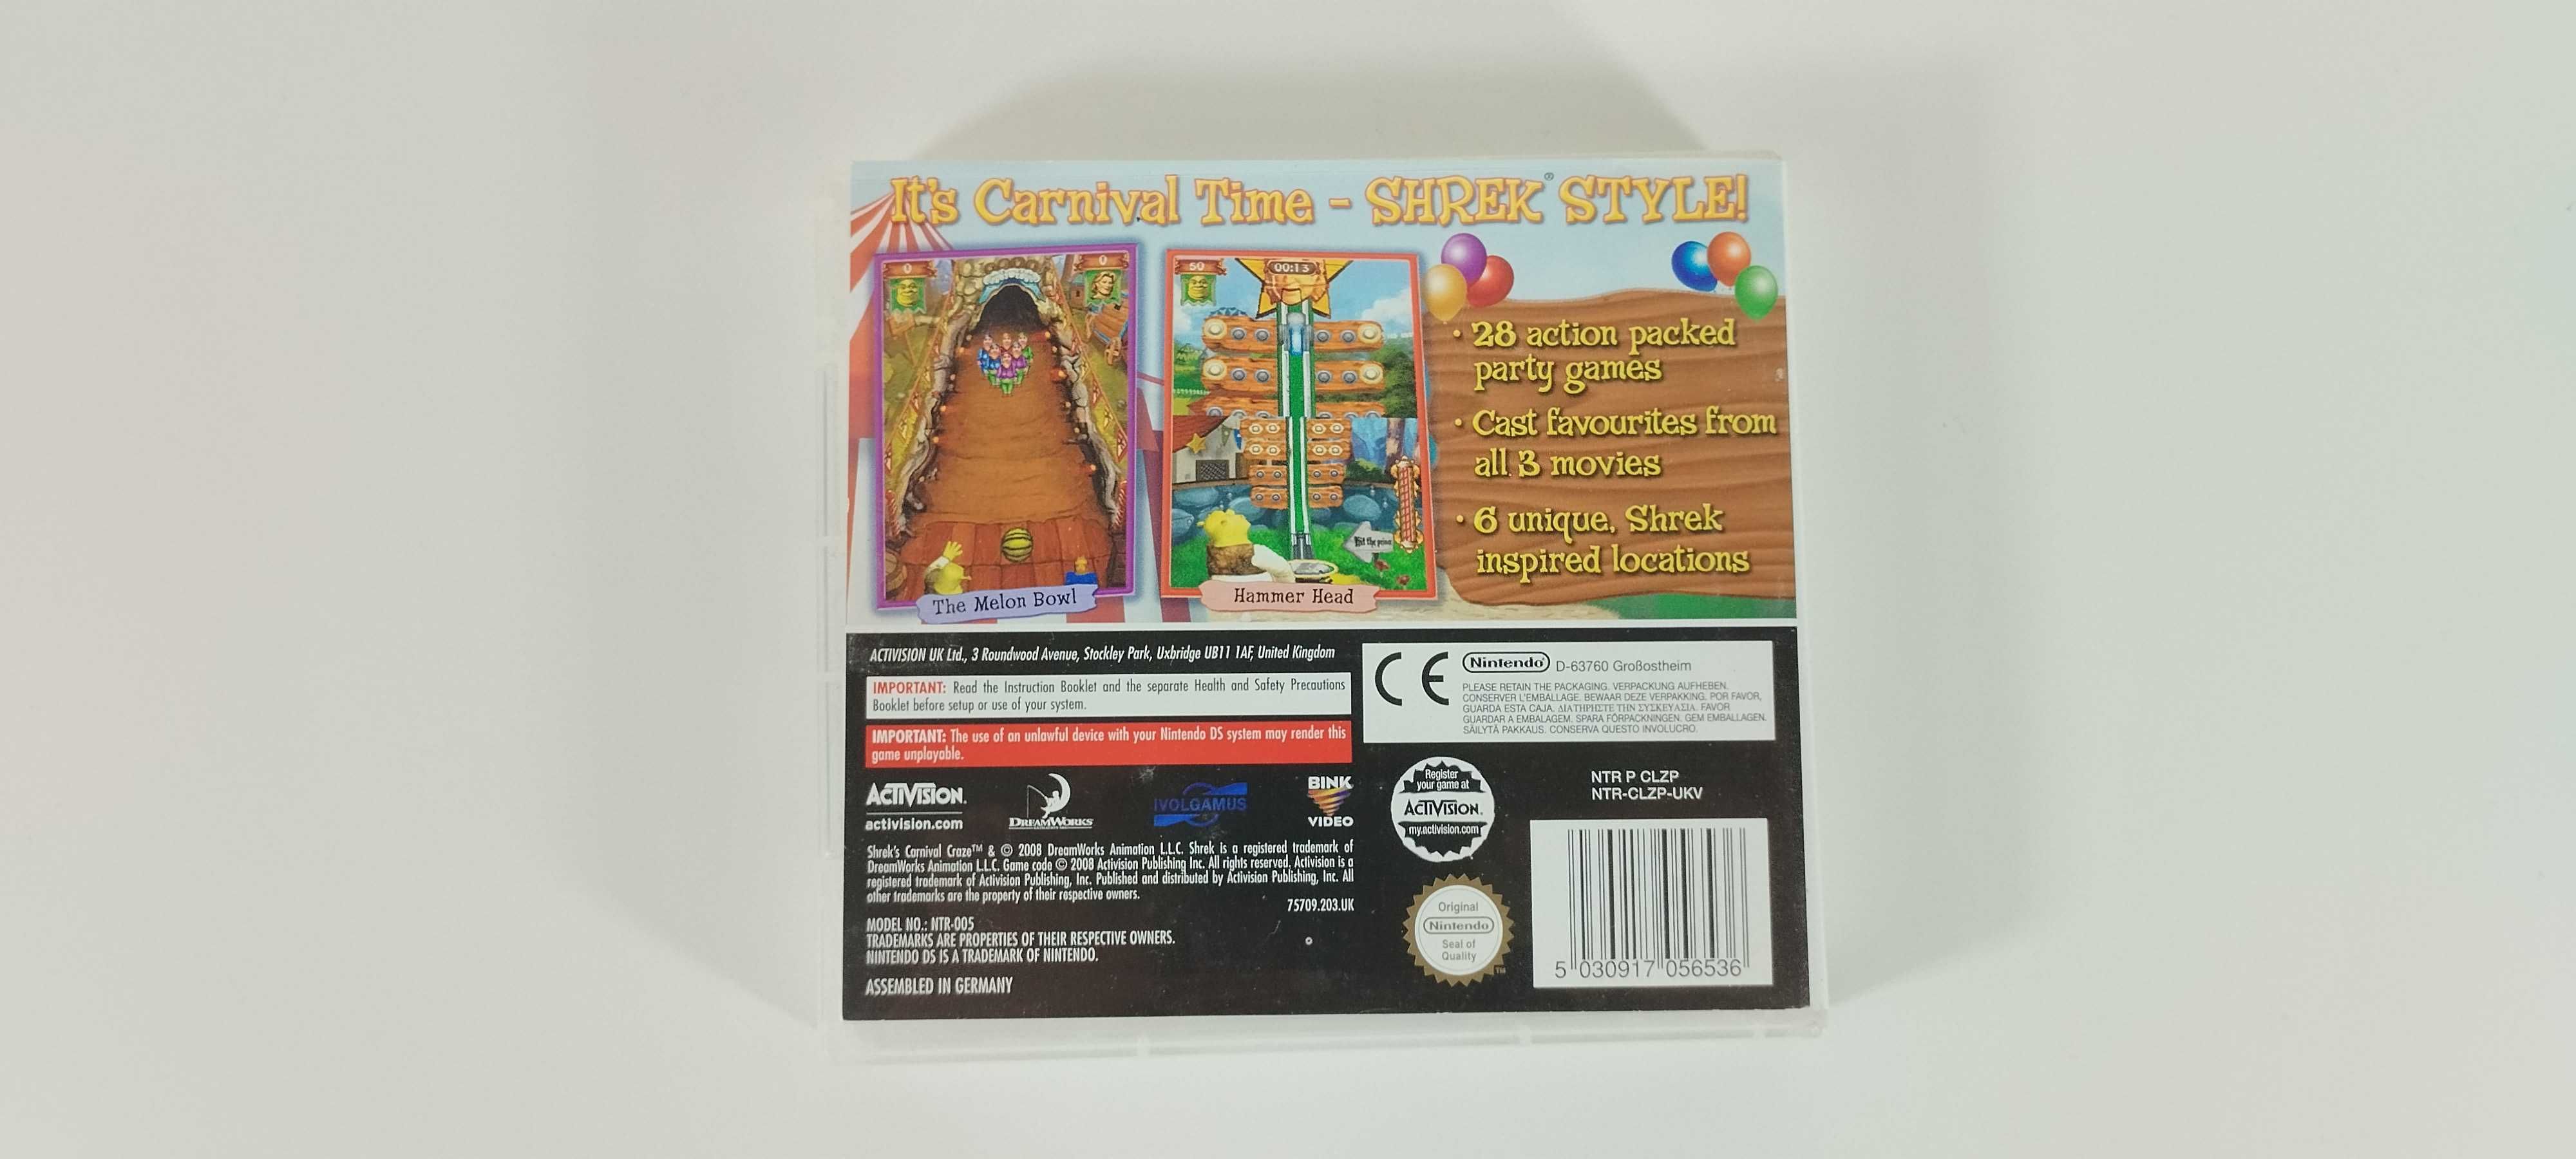 It's Carnival Time - SHREK® STYLE!
0
0
The Melon Bowl
50
00:13
Hit the prince
Hammer Head
· 28 action packed
party games
· Cast favourites from
all 3 movies
· 6 unique, Shrek
inspired locations
ACTIVISION UK Ltd., 3 Roundwood Avenue, Stockley Park, Uxbridge UB11 1AF, United Kingdom
IMPORTANT: Read the Instruction Booklet and the separate Health and Safety Precautions
Booklet before setup or use of your system.
IMPORTANT: The use of an unlawful device with your Nintendo DS system may render this
game unplayable.
ACTIVISION.
activision.com
DREAMWORKS
IVOLGAMUS
BINK
VIDEO
Shrek's Carnival Craze™ & © 2008 DreamWorks Animation L.L.C. Shrek is a registered trademark of
DreamWorks Animation L.L.C. Game code © 2008 Activision Publishing Inc. All rights reserved. Activision is a
registered trademark of Activision Publishing, Inc. Published and distributed by Activision Publishing, Inc. All
other trademarks are the property of their respective owners.
75709.203.UK
MODEL NO.: NTR-005
TRADEMARKS ARE PROPERTIES OF THEIR RESPECTIVE OWNERS.
NINTENDO DS IS A TRADEMARK OF NINTENDO.
ASSEMBLED IN GERMANY
CE
Nintendo® D-63760 Großostheim
PLEASE RETAIN THE PACKAGING. VERPACKUNG AUFHEBEN.
CONSERVER L'EMBALLAGE. BEWAAR DEZE VERPAKKING. POR FAVOR,
GUARDA ESTA CAJA. ΔΙΑΤΗΡΗΣΤΕ ΤΗΝ ΣΥΣΚΕΥΑΣΙΑ. FAVOR
GUARDAR A EMBALAGEM. SPARA FÖRPACKNINGEN. GEM EMBALLAGEN.
SÄILYTÄ PAKKAUS. CONSERVA QUESTO INVOLUCRO.
Register
your game at
ACTIVISION.
my.activision.com
NTR P CLZP
NTR-CLZP-UKV
Original
Nintendo
Seal of
Quality
TM
5 030917 056536